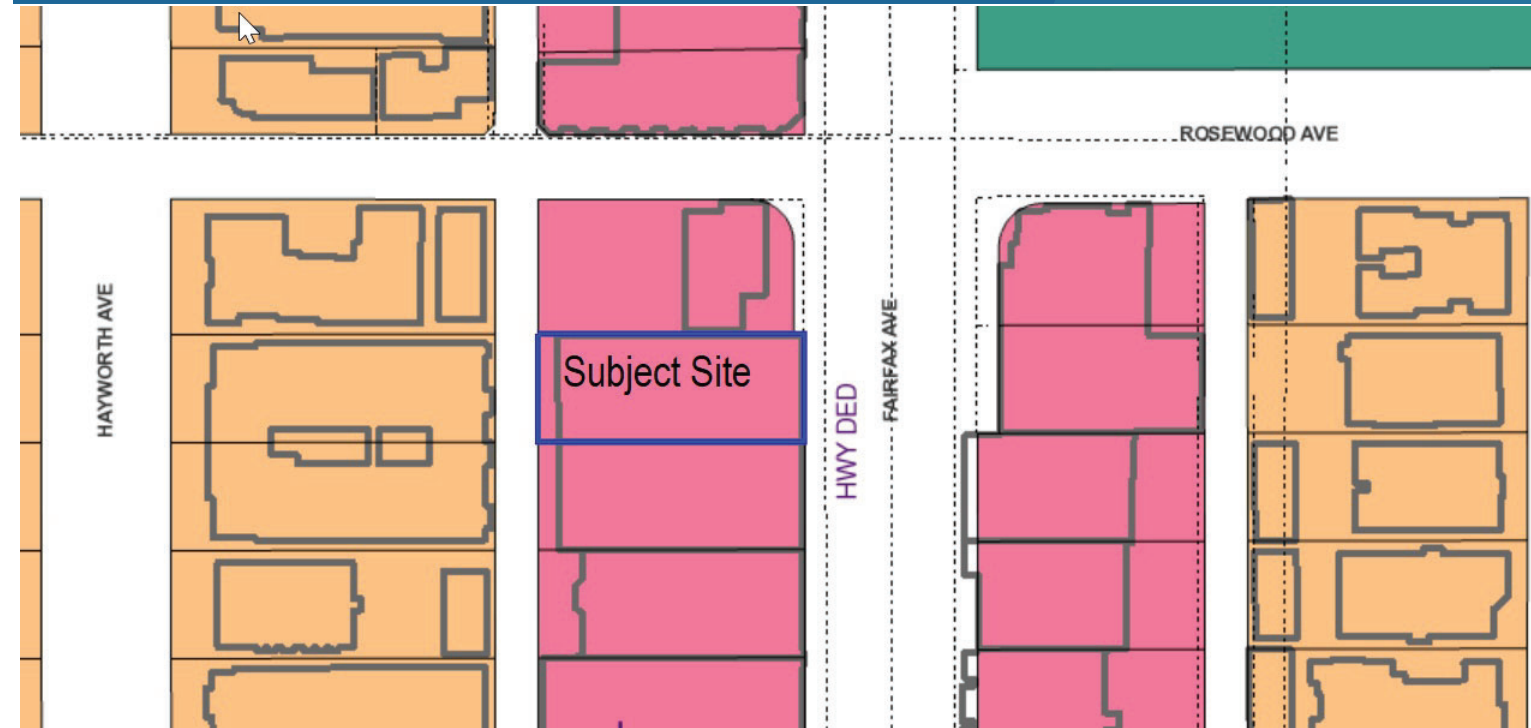 ROSEWOOD AVE
HAYWORTH AVE
Subject Site
HWY DED
FAIRFAX AVE